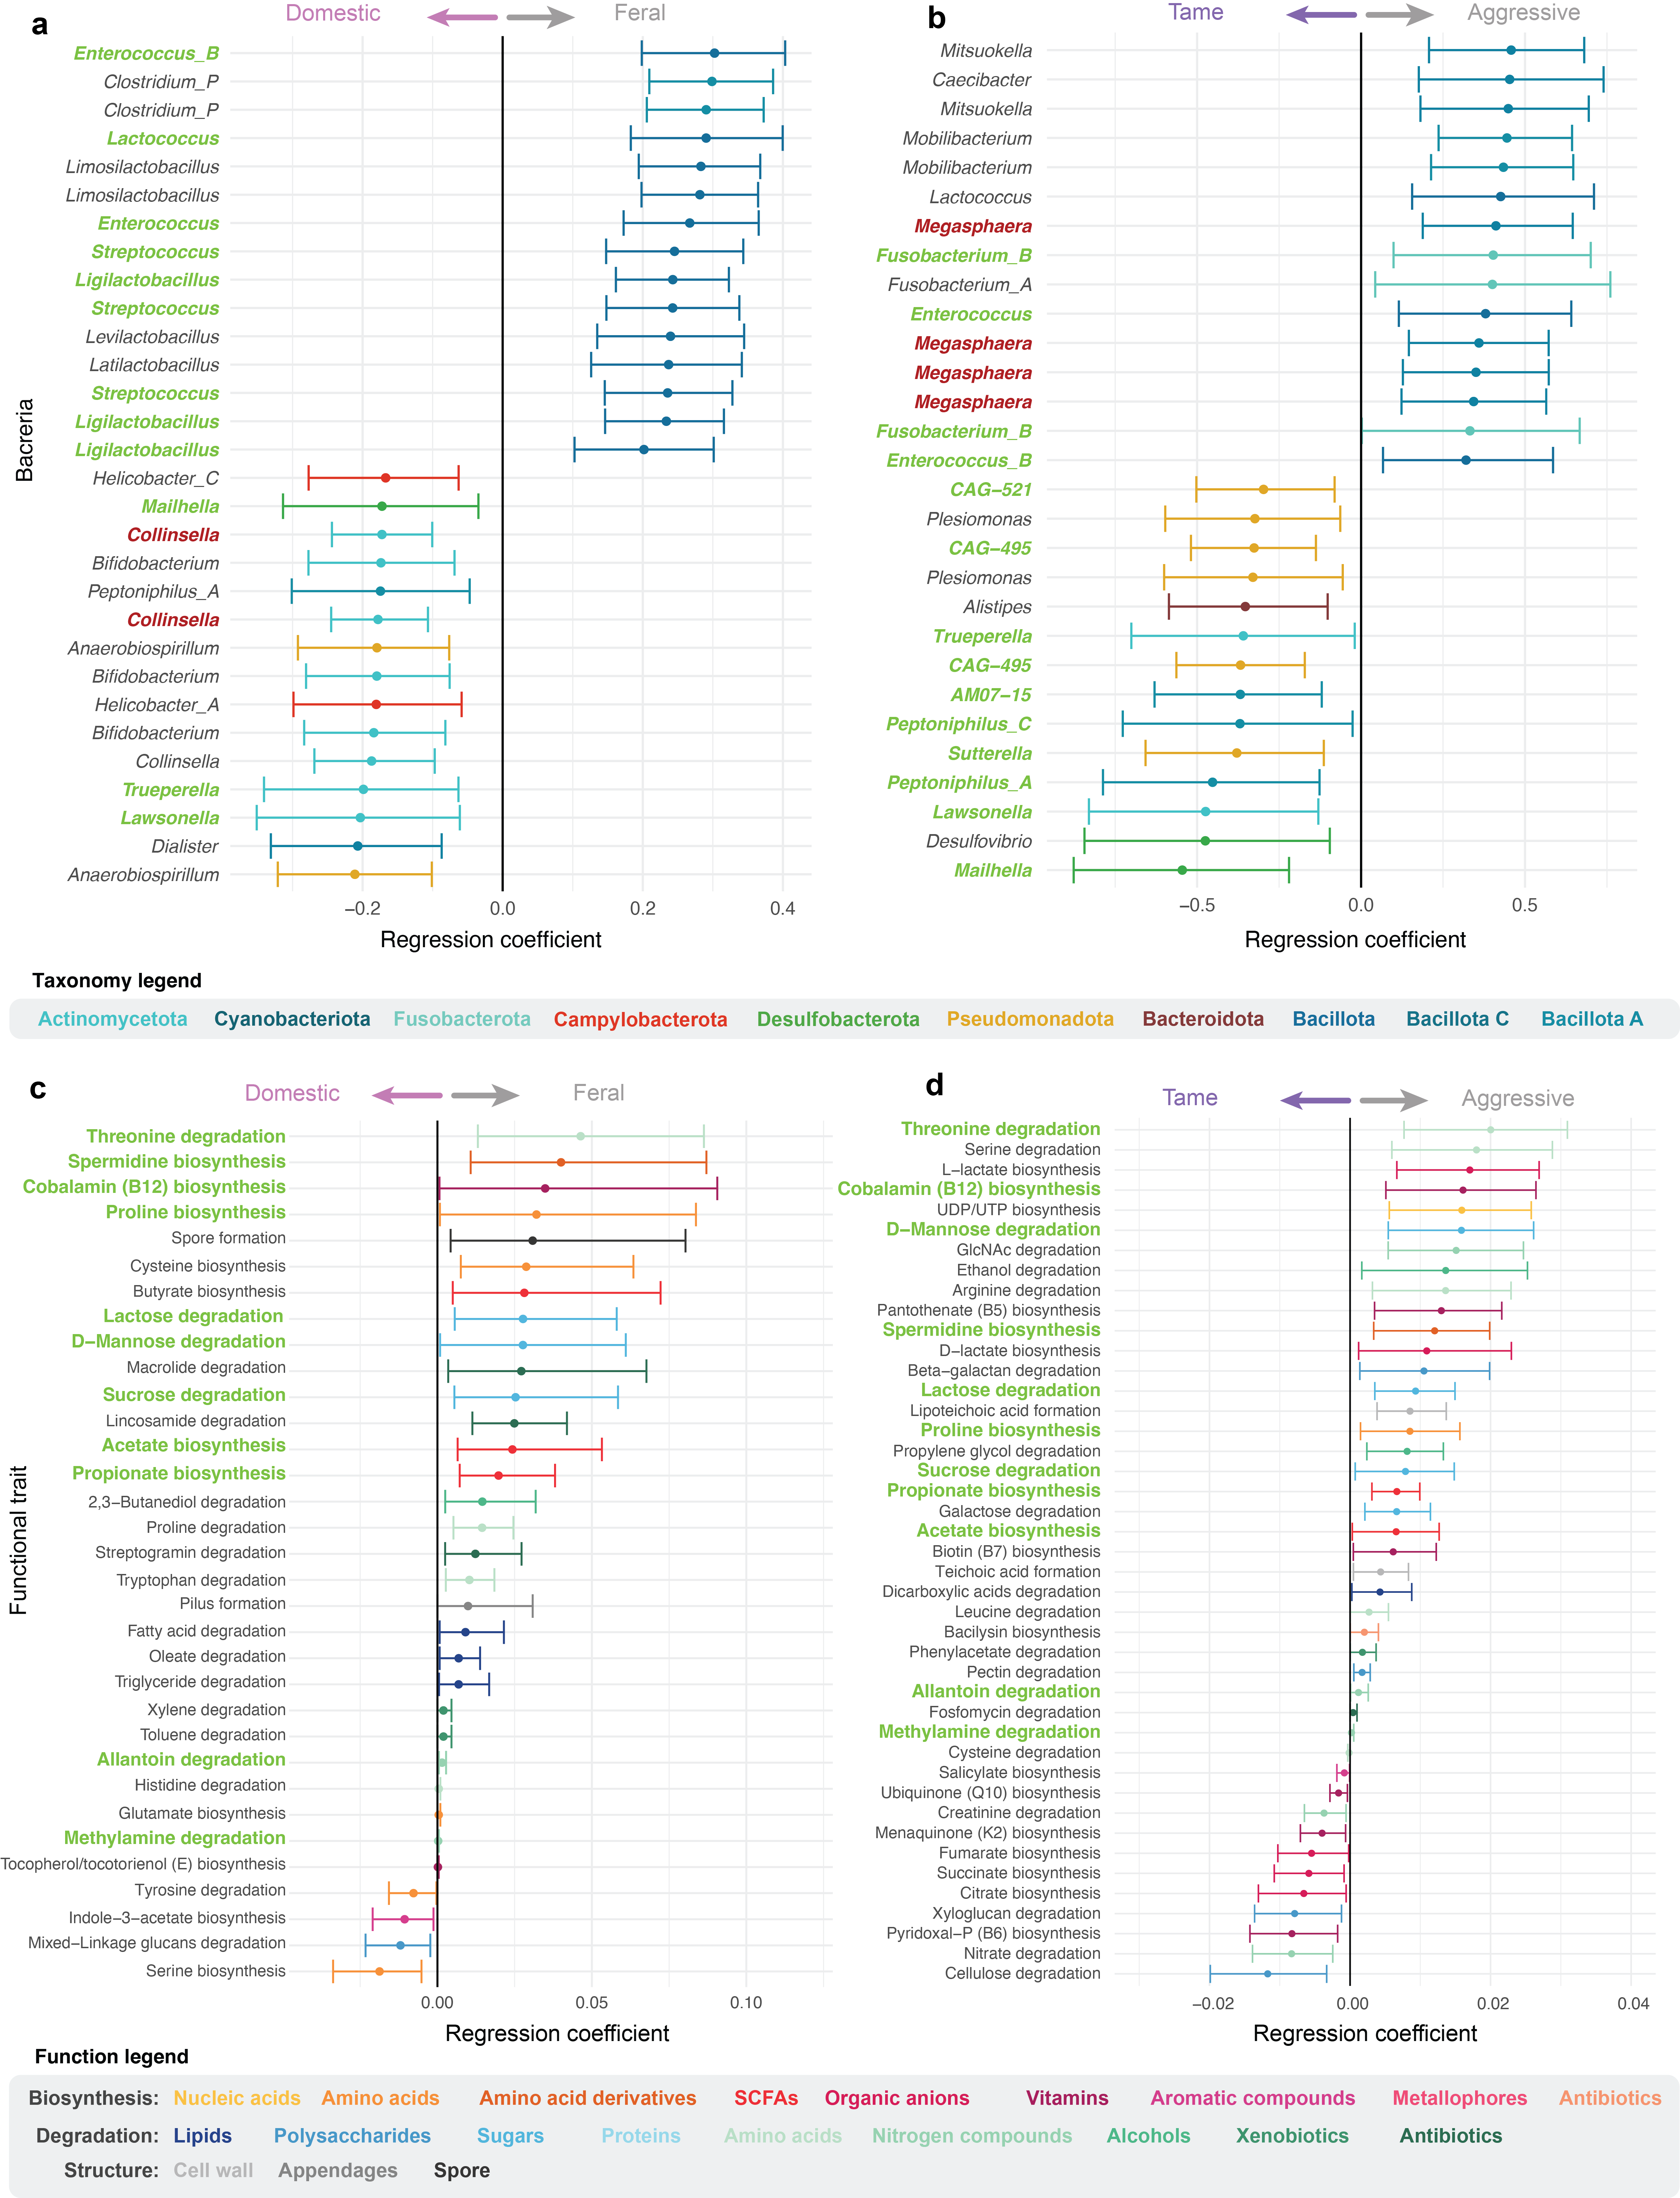 a
Domestic
Feral
Enterococcus_B
Clostridium_P
Clostridium_P
Lactococcus
Limosilactobacillus
Limosilactobacillus
Enterococcus
Streptococcus
Ligilactobacillus
Streptococcus
Levilactobacillus
Latilactobacillus
Streptococcus
Ligilactobacillus
Ligilactobacillus
Helicobacter_C
Mailhella
Collinsella
Bifidobacterium
Peptoniphilus_A
Collinsella
Anaerobiospirillum
Bifidobacterium
Helicobacter_A
Bifidobacterium
Collinsella
Trueperella
Lawsonella
Dialister
Anaerobiospirillum
Bacreria
−0.2 0.0 0.2 0.4
Regression coefficient
b
Tame
Aggressive
Mitsuokella
Caecibacter
Mitsuokella
Mobilibacterium
Mobilibacterium
Lactococcus
Megasphaera
Fusobacterium_B
Fusobacterium_A
Enterococcus
Megasphaera
Megasphaera
Megasphaera
Fusobacterium_B
Enterococcus_B
CAG−521
Plesiomonas
CAG−495
Plesiomonas
Alistipes
Trueperella
CAG−495
AM07−15
Peptoniphilus_C
Sutterella
Peptoniphilus_A
Lawsonella
Desulfovibrio
Mailhella
−0.5 0.0 0.5
Regression coefficient
Taxonomy legend
Actinomycetota Cyanobacteriota Fusobacterota Campylobacterota Desulfobacterota Pseudomonadota Bacteroidota Bacillota Bacillota C Bacillota A
c
Domestic
Feral
Threonine degradation
Spermidine biosynthesis
Cobalamin (B12) biosynthesis
Proline biosynthesis
Spore formation
Cysteine biosynthesis
Butyrate biosynthesis
Lactose degradation
D−Mannose degradation
Macrolide degradation
Sucrose degradation
Lincosamide degradation
Acetate biosynthesis
Propionate biosynthesis
2,3−Butanediol degradation
Proline degradation
Streptogramin degradation
Tryptophan degradation
Pilus formation
Fatty acid degradation
Oleate degradation
Triglyceride degradation
Xylene degradation
Toluene degradation
Allantoin degradation
Histidine degradation
Glutamate biosynthesis
Methylamine degradation
Tocopherol/tocotorienol (E) biosynthesis
Tyrosine degradation
Indole−3−acetate biosynthesis
Mixed−Linkage glucans degradation
Serine biosynthesis
Functional trait
0.00 0.05 0.10
Regression coefficient
d
Tame
Aggressive
Threonine degradation
Serine degradation
L−lactate biosynthesis
Cobalamin (B12) biosynthesis
UDP/UTP biosynthesis
D−Mannose degradation
GlcNAc degradation
Ethanol degradation
Arginine degradation
Pantothenate (B5) biosynthesis
Spermidine biosynthesis
D−lactate biosynthesis
Beta−galactan degradation
Lactose degradation
Lipoteichoic acid formation
Proline biosynthesis
Propylene glycol degradation
Sucrose degradation
Propionate biosynthesis
Galactose degradation
Acetate biosynthesis
Biotin (B7) biosynthesis
Teichoic acid formation
Dicarboxylic acids degradation
Leucine degradation
Bacilysin biosynthesis
Phenylacetate degradation
Pectin degradation
Allantoin degradation
Fosfomycin degradation
Methylamine degradation
Cysteine degradation
Salicylate biosynthesis
Ubiquinone (Q10) biosynthesis
Creatinine degradation
Menaquinone (K2) biosynthesis
Fumarate biosynthesis
Succinate biosynthesis
Citrate biosynthesis
Xyloglucan degradation
Pyridoxal−P (B6) biosynthesis
Nitrate degradation
Cellulose degradation
−0.02 0.00 0.02 0.04
Regression coefficient
Function legend
Biosynthesis: Nucleic acids Amino acids Amino acid derivatives SCFAs Organic anions Vitamins Aromatic compounds Metallophores Antibiotics
Degradation: Lipids Polysaccharides Sugars Proteins Amino acids Nitrogen compounds Alcohols Xenobiotics Antibiotics
Structure: Cell wall Appendages Spore